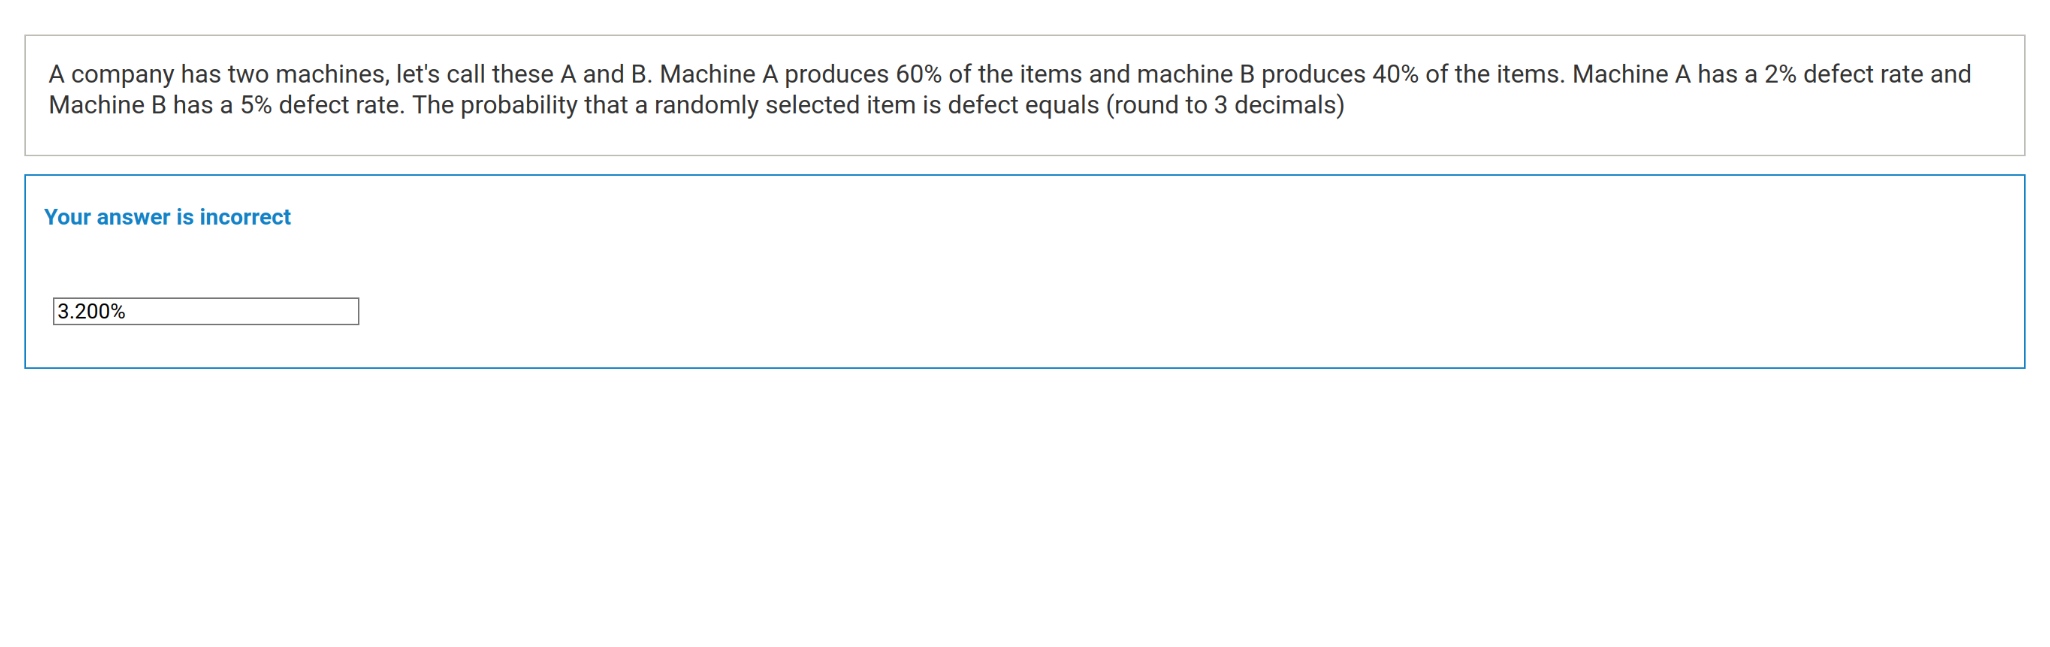 A company has two machines, let's call these A and B. Machine A produces 60% of the items and machine B produces 40% of the items. Machine A has a 2% defect rate and
Machine B has a 5% defect rate. The probability that a randomly selected item is defect equals (round to 3 decimals)
Your answer is incorrect
3.200%